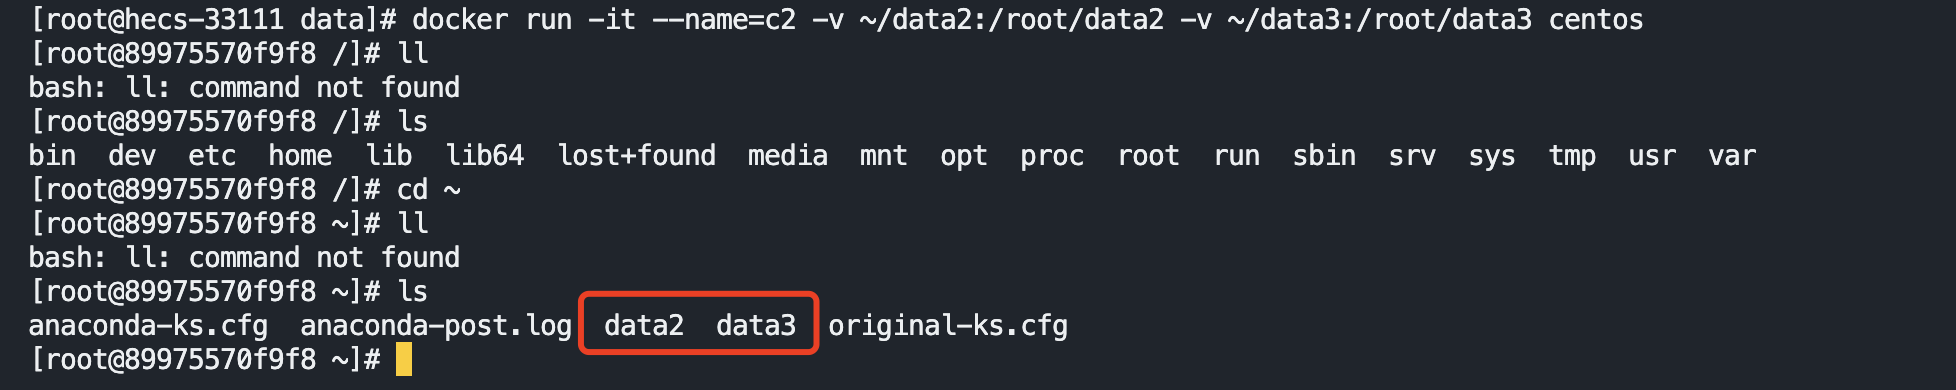 [root@hecs-33111 data]# docker run -it --name=c2 -v ~/data2:/root/data2 -v ~/data3:/root/data3 centos
[root@89975570f9f8 /]# ll
bash: ll: command not found
[root@89975570f9f8 /]# ls
bin  dev  etc  home  lib  lib64  lost+found  media  mnt  opt  proc  root  run  sbin  srv  sys  tmp  usr  var
[root@89975570f9f8 /]# cd ~
[root@89975570f9f8 ~]# ll
bash: ll: command not found
[root@89975570f9f8 ~]# ls
anaconda-ks.cfg  anaconda-post.log  data2  data3  original-ks.cfg
[root@89975570f9f8 ~]#